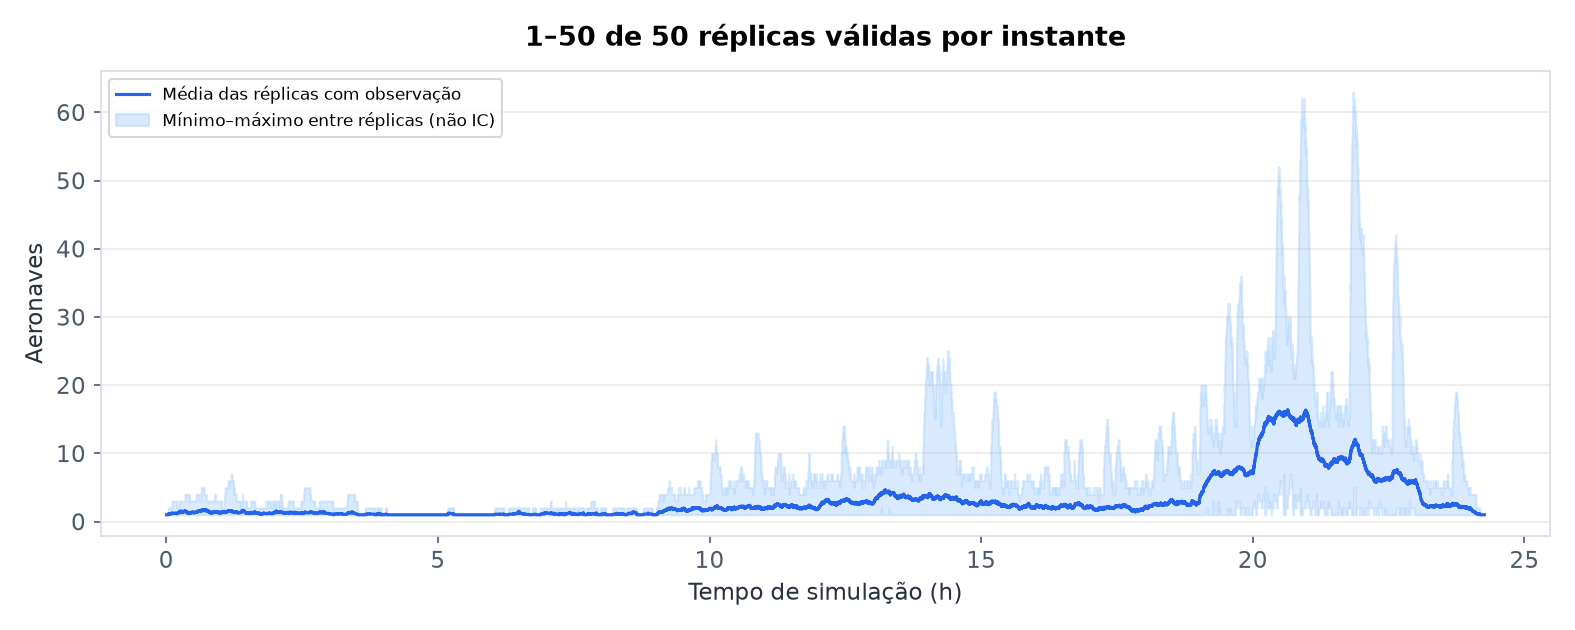 1–50 de 50 réplicas válidas por instante
Média das réplicas com observação
Mínimo–máximo entre réplicas (não IC)
Aeronaves
60
50
40
30
20
10
0
0 5 10 15 20 25
Tempo de simulação (h)